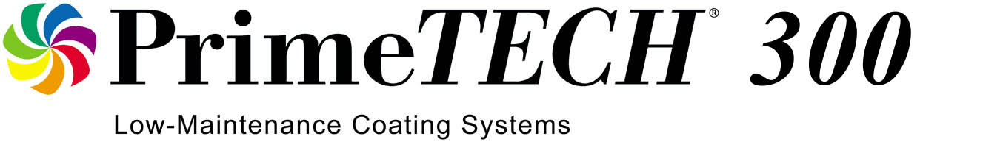 PrimeTECH® 300
Low-Maintenance Coating Systems